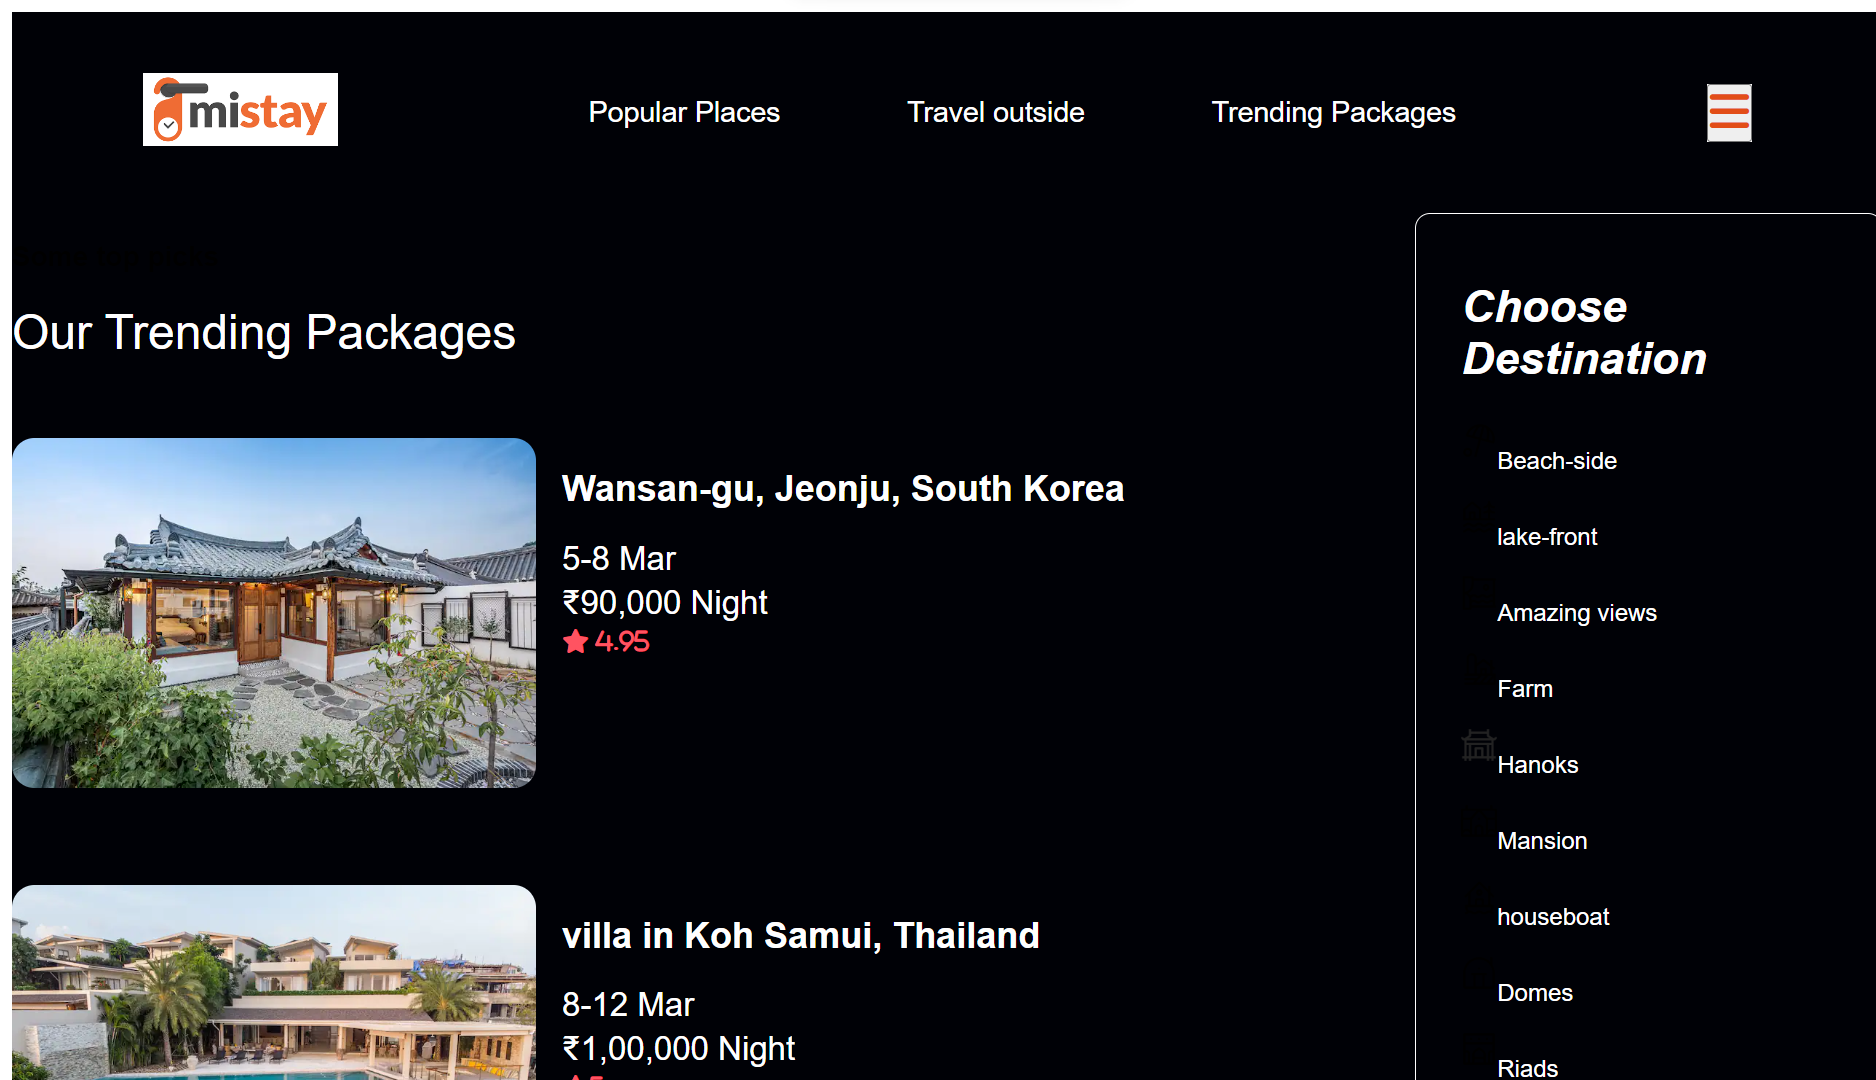 mistay
Popular Places
Travel outside
Trending Packages
Our Trending Packages
Wansan-gu, Jeonju, South Korea
5-8 Mar
₹90,000 Night
4.95
villa in Koh Samui, Thailand
8-12 Mar
₹1,00,000 Night
Choose
Destination
Beach-side
lake-front
Amazing views
Farm
Hanoks
Mansion
houseboat
Domes
Riads